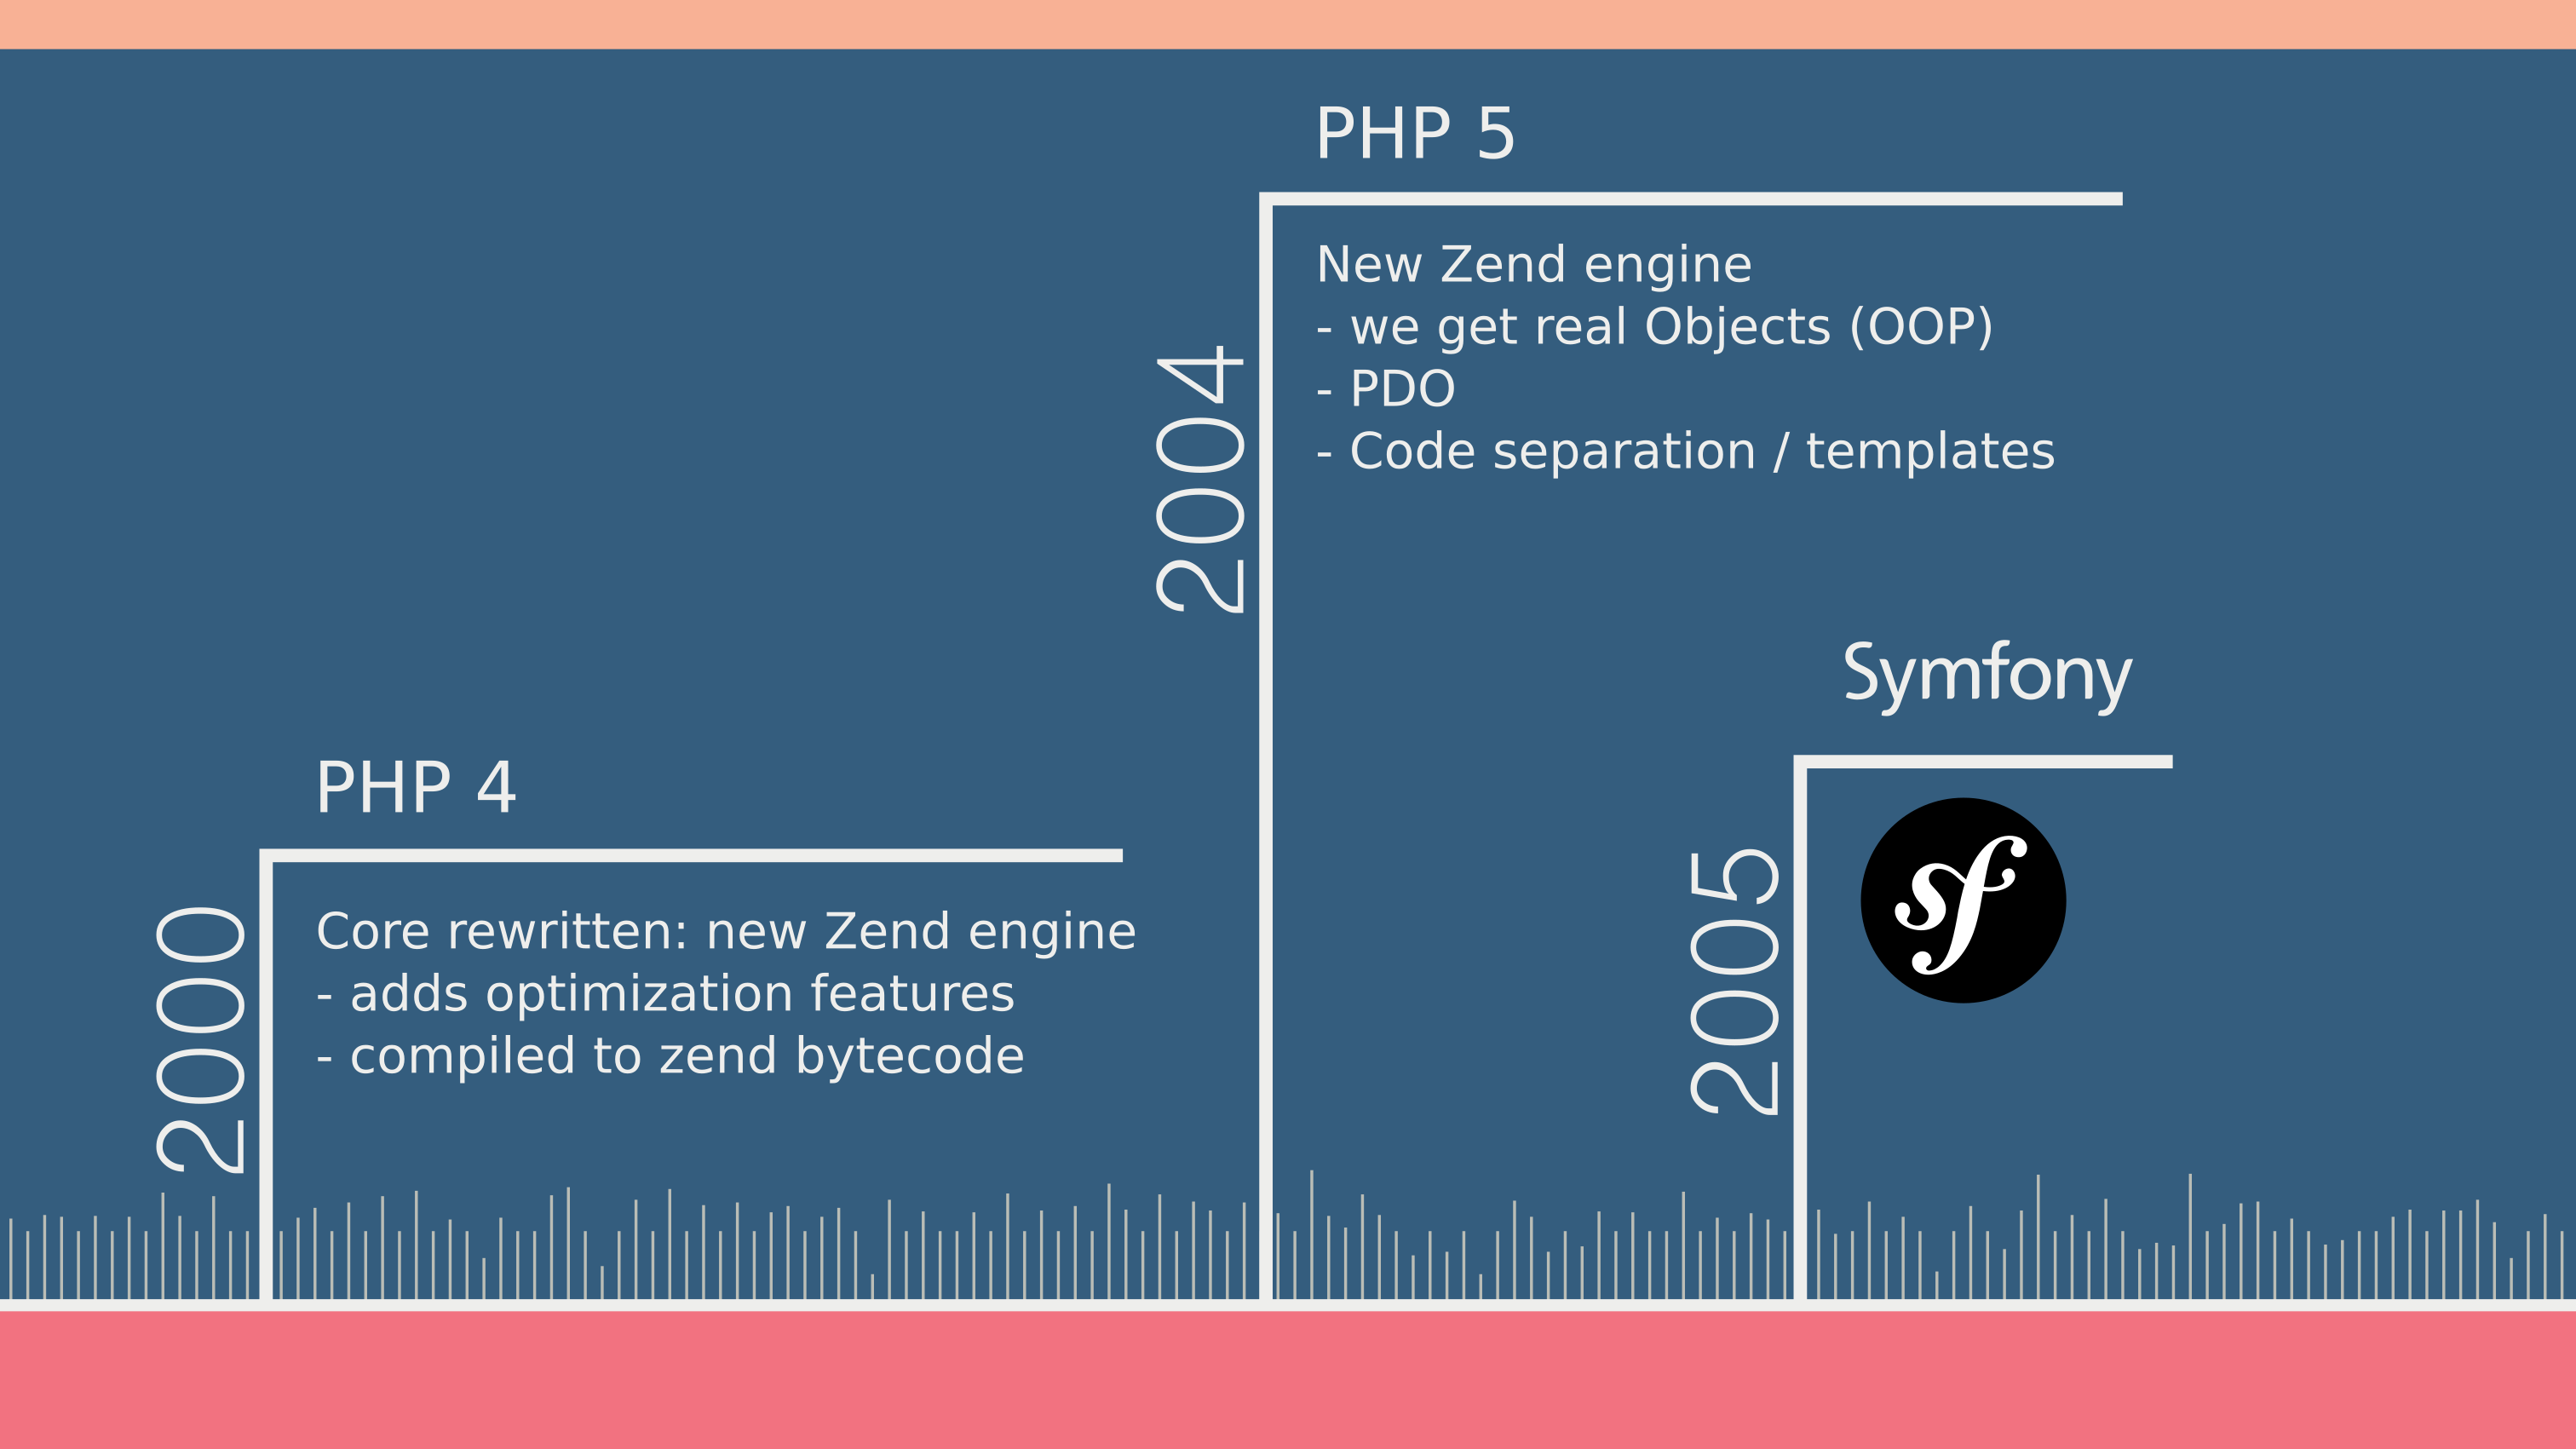 PHP 4
2000
Core rewritten: new Zend engine
- adds optimization features
- compiled to zend bytecode
PHP 5
2004
New Zend engine
- we get real Objects (OOP)
- PDO
- Code separation / templates
Symfony
2005
sf